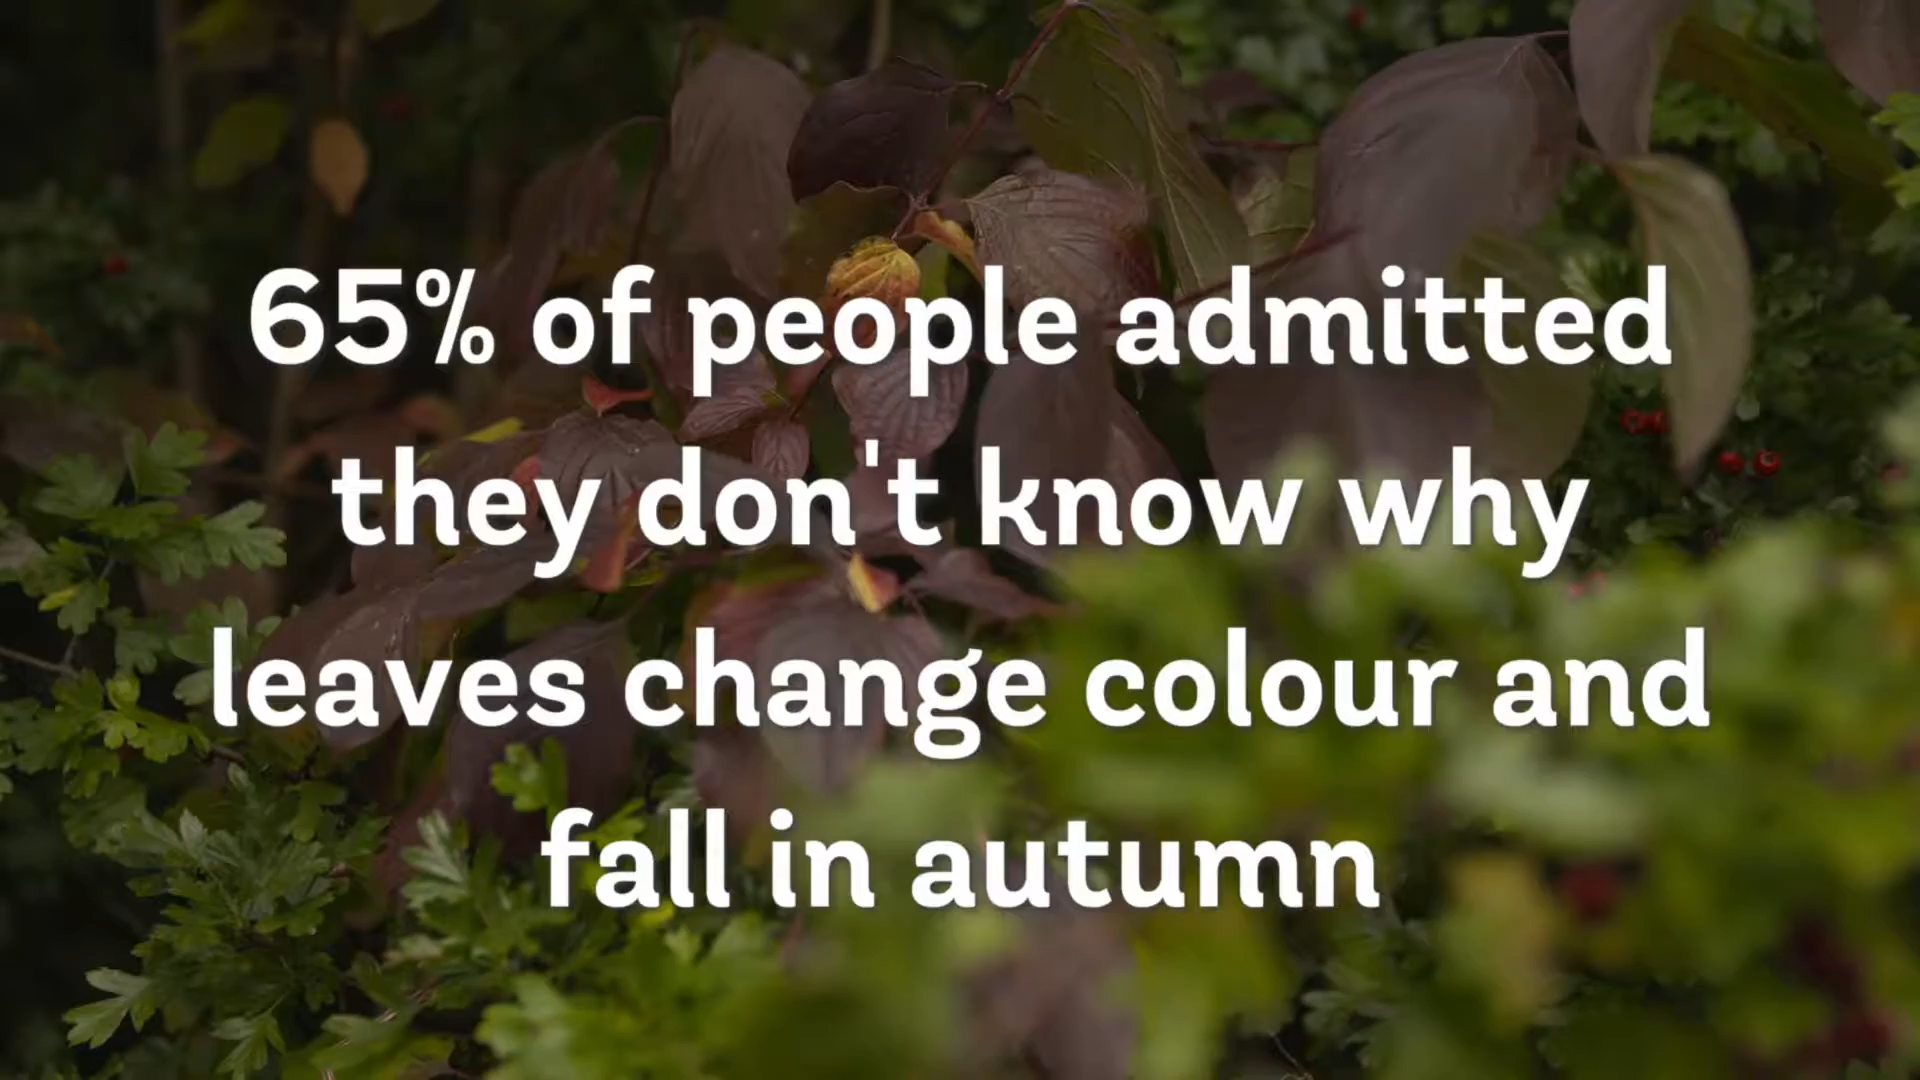 65% of people admitted
they don't know why
leaves change colour and
fall in autumn